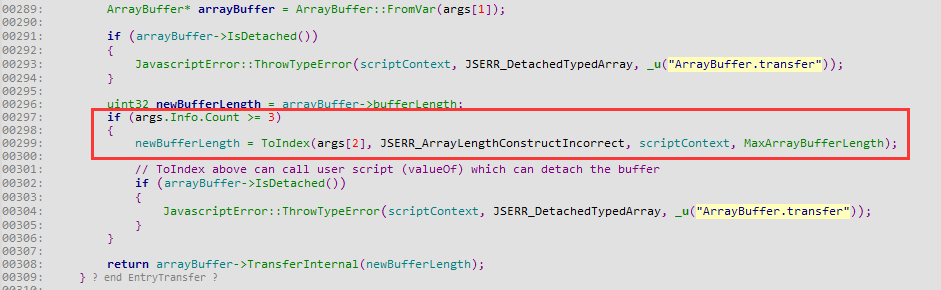 00289: ArrayBuffer* arrayBuffer = ArrayBuffer::FromVar(args[1]);
00290:
00291: if (arrayBuffer->IsDetached())
00292: {
00293: JavascriptError::ThrowTypeError(scriptContext, JSERR_DetachedTypedArray, _u("ArrayBuffer.transfer"));
00294: }
00295:
00296: uint32 newBufferLength = arrayBuffer->bufferLength;
00297: if (args.Info.Count >= 3)
00298: {
00299: newBufferLength = ToIndex(args[2], JSERR_ArrayLengthConstructIncorrect, scriptContext, MaxArrayBufferLength);
00300:
00301: // ToIndex above can call user script (valueOf) which can detach the buffer
00302: if (arrayBuffer->IsDetached())
00303: {
00304: JavascriptError::ThrowTypeError(scriptContext, JSERR_DetachedTypedArray, _u("ArrayBuffer.transfer"));
00305: }
00306: }
00307:
00308: return arrayBuffer->TransferInternal(newBufferLength);
00309: } ? end EntryTransfer ?